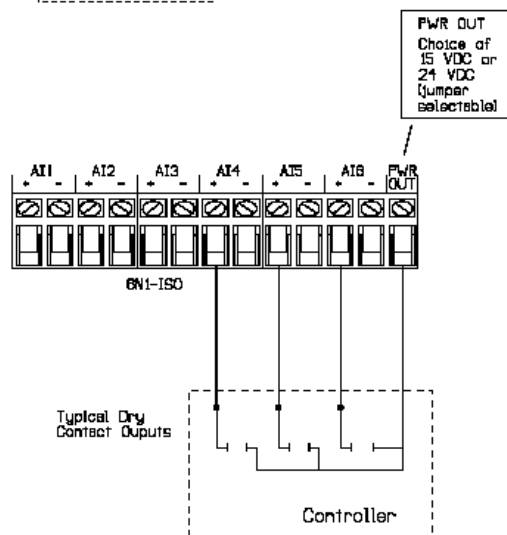 PWR OUT
Choice of
15 VDC or
24 VDC
(jumper
selectable)
AI1 AI2 AI3 AI4 AI5 AI6 PWR
+ - + - + - + - + - + - OUT
6N1-ISO
Typical Dry
Contact Ouputs
Controller